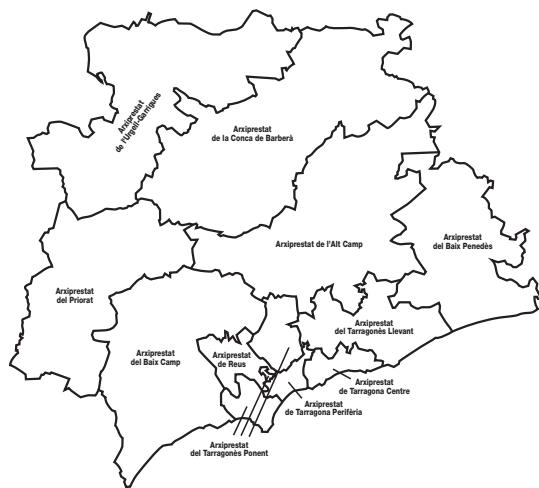 Arxiprestat
de l'Urgell-Garrigues
Arxiprestat
de la Conca de Barberà
Arxiprestat de l'Alt Camp
Arxiprestat
del Baix Penedès
Arxiprestat
del Priorat
Arxiprestat
del Tarragonès Llevant
Arxiprestat
del Baix Camp
Arxiprestat
de Reus
Arxiprestat
de Tarragona Centre
Arxiprestat
de Tarragona Perifèria
Arxiprestat
del Tarragonès Ponent